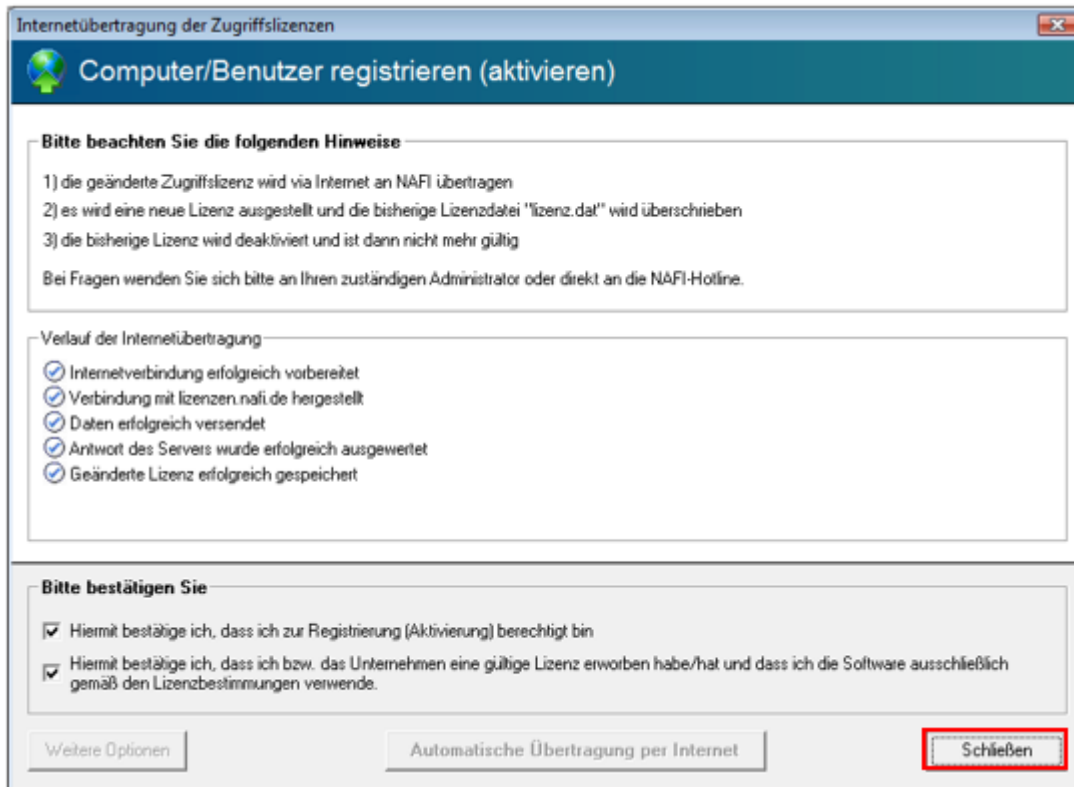 Internetübertragung der Zugriffslizenzen
Computer/Benutzer registrieren (aktivieren)
Bitte beachten Sie die folgenden Hinweise
1) die geänderte Zugriffslizenz wird via Internet an NAFI übertragen
2) es wird eine neue Lizenz ausgestellt und die bisherige Lizenzdatei "lizenz.dat" wird überschrieben
3) die bisherige Lizenz wird deaktiviert und ist dann nicht mehr gültig
Bei Fragen wenden Sie sich bitte an Ihren zuständigen Administrator oder direkt an die NAFI-Hotline.
Verlauf der Internetübertragung
Internetverbindung erfolgreich vorbereitet
Verbindung mit lizenzen.nafi.de hergestellt
Daten erfolgreich versendet
Antwort des Servers wurde erfolgreich ausgewertet
Geänderte Lizenz erfolgreich gespeichert
Bitte bestätigen Sie
Hiermit bestätige ich, dass ich zur Registrierung (Aktivierung) berechtigt bin
Hiermit bestätige ich, dass ich bzw. das Unternehmen eine gültige Lizenz erworben habe/hat und dass ich die Software ausschließlich
gemäß den Lizenzbestimmungen verwende.
Weitere Optionen
Automatische Übertragung per Internet
Schließen